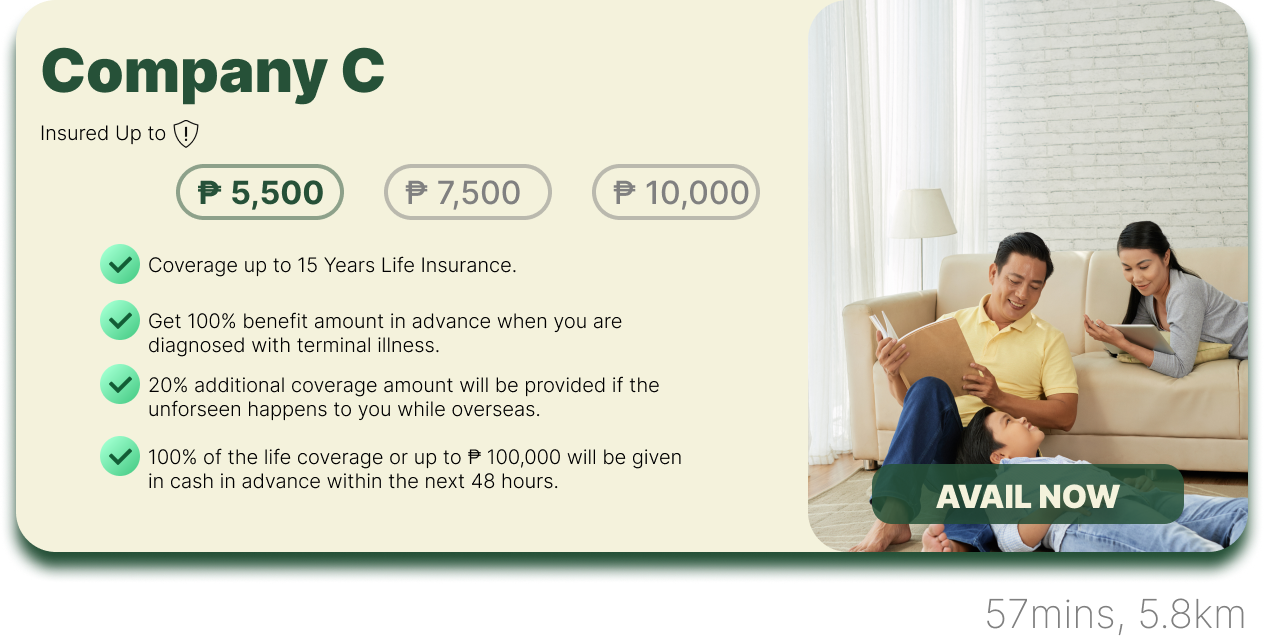 Company C
Insured Up to
₱ 5,500
₱ 7,500
₱ 10,000
Coverage up to 15 Years Life Insurance.
Get 100% benefit amount in advance when you are
diagnosed with terminal illness.
20% additional coverage amount will be provided if the
unforseen happens to you while overseas.
100% of the life coverage or up to ₱ 100,000 will be given
in cash in advance within the next 48 hours.
AVAIL NOW
57mins, 5.8km